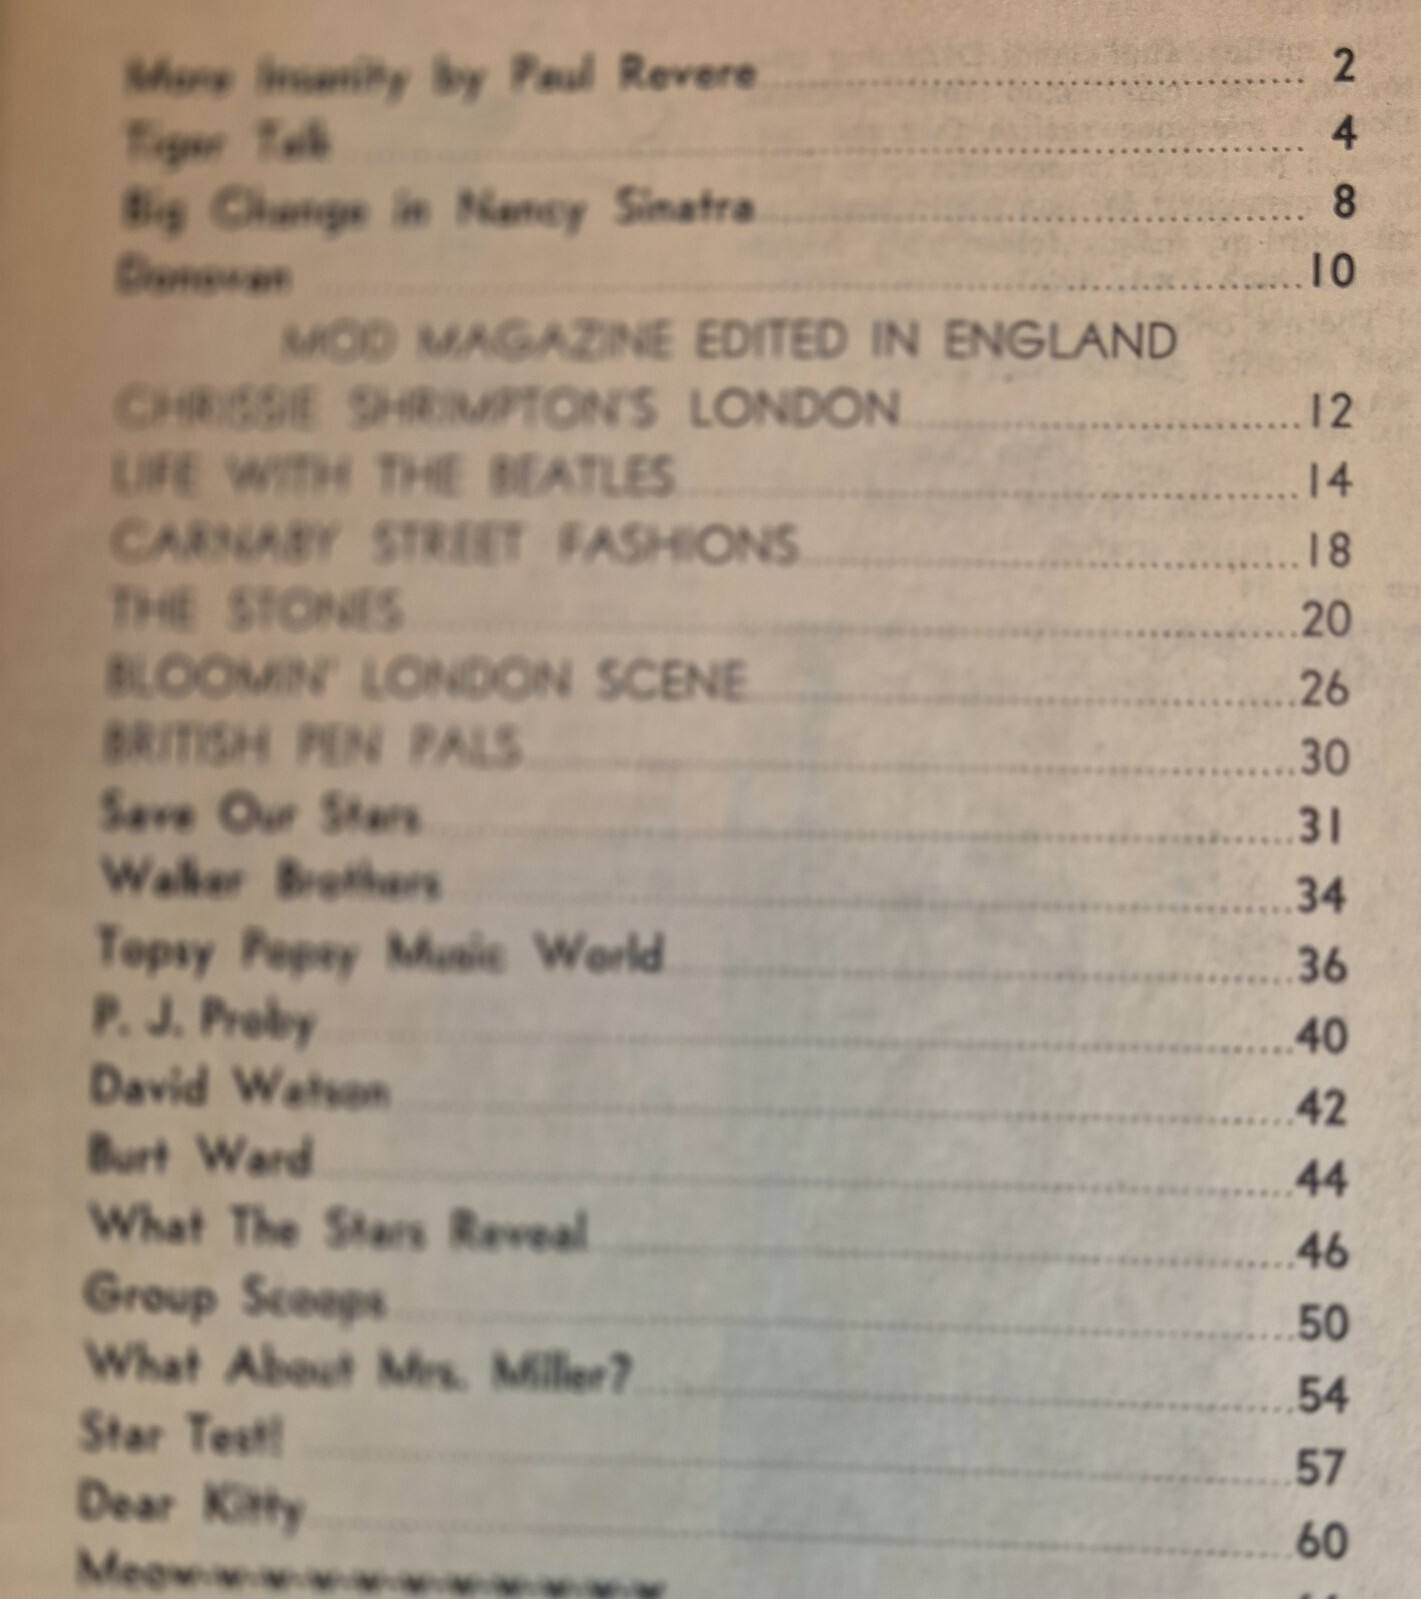 More Insanity by Paul Revere 2
Tiger Talk 4
Big Change in Nancy Sinatra 8
Donovan 10
MOD MAGAZINE EDITED IN ENGLAND
CHRISSIE SHRIMPTON'S LONDON 12
LIFE WITH THE BEATLES 14
CARNABY STREET FASHIONS 18
THE STONES 20
BLOOMIN' LONDON SCENE 26
BRITISH PEN PALS 30
Save Our Stars 31
Walker Brothers 34
Topsy Popsy Music World 36
P. J. Proby 40
David Watson 42
Burt Ward 44
What The Stars Reveal 46
Group Scoops 50
What About Mrs. Miller? 54
Star Test! 57
Dear Kitty 60